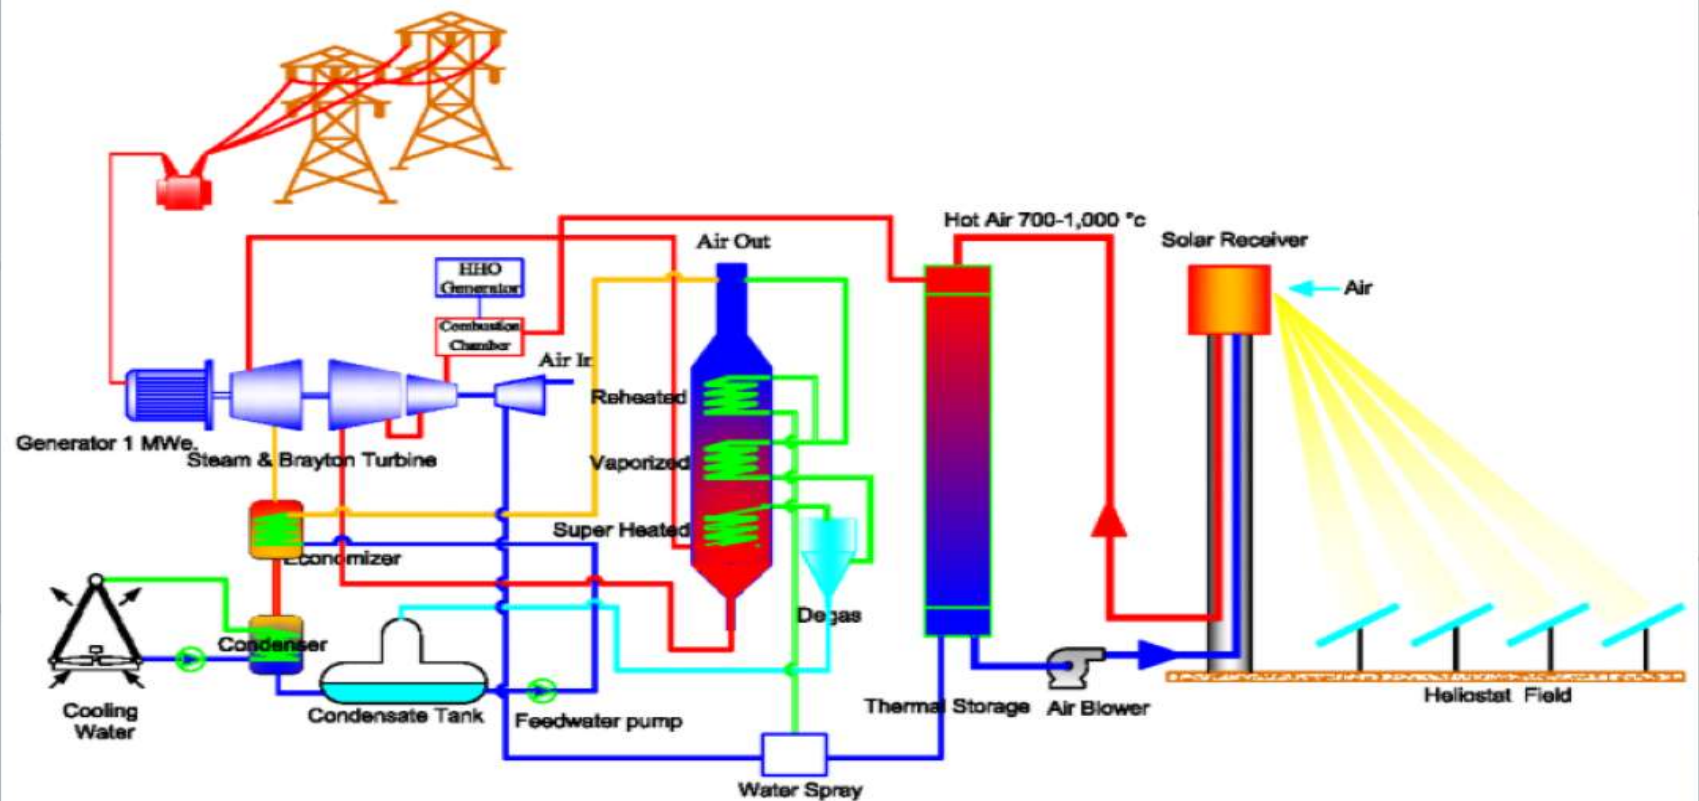 Hot Air 700-1,000 °c
Solar Receiver
Air Out
HHO
Generator
Air
Combustion
Chamber
Air In
Reheated
Generator 1 MWe.
Steam & Brayton Turbine
Vaporized
Super Heated
Economizer
Degas
Condenser
Cooling
Water
Condensate Tank
Feedwater pump
Thermal Storage
Air Blower
Heliostat Field
Water Spray